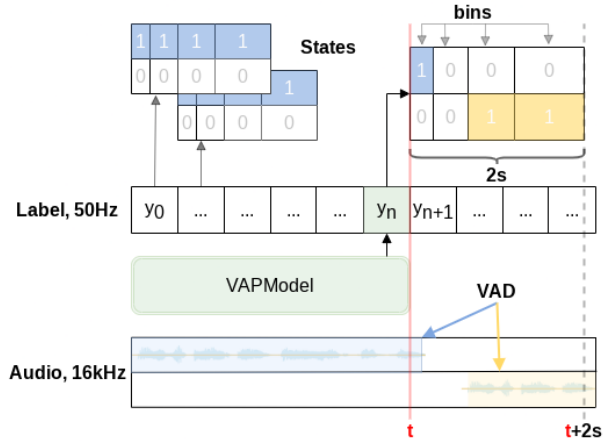 bins
1 1 1 1
States
0 0 0 0
1
0 0 0 0
1 0 0 0
0 0 1 1
2s
Label, 50Hz
y0 ... ... ... ... yn yn+1 ... ... ...
VAPModel
VAD
Audio, 16kHz
t
t+2s